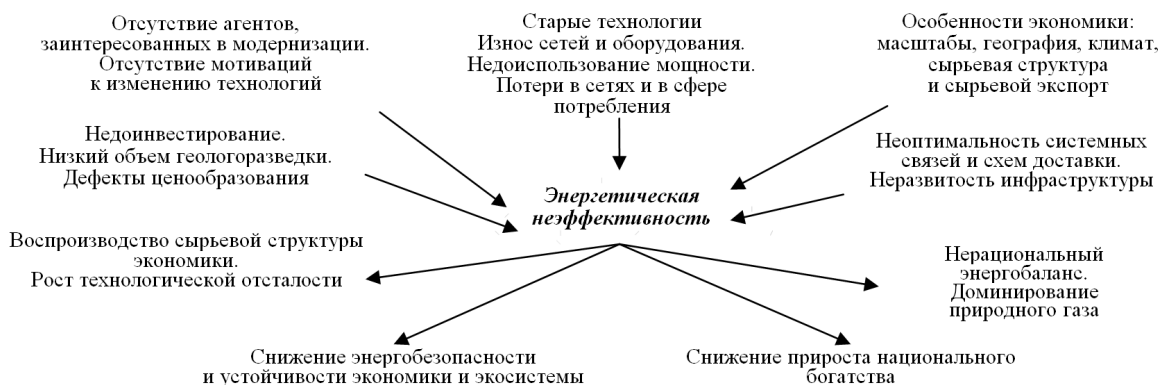 Отсутствие агентов,
заинтересованных в модернизации.
Отсутствие мотиваций
к изменению технологий
Старые технологии
Износ сетей и оборудования.
Недоиспользование мощности.
Потери в сетях и в сфере
потребления
Особенности экономики:
масштабы, география, климат,
сырьевая структура
и сырьевой экспорт
Недоинвестирование.
Низкий объем геологоразведки.
Дефекты ценообразования
Неоптимальность системных
связей и схем доставки.
Неразвитость инфраструктуры
Энергетическая
неэффективность
Воспроизводство сырьевой структуры
экономики.
Рост технологической отсталости
Нерациональный
энергобаланс.
Доминирование
природного газа
Снижение энергобезопасности
и устойчивости экономики и экосистемы
Снижение прироста национального
богатства